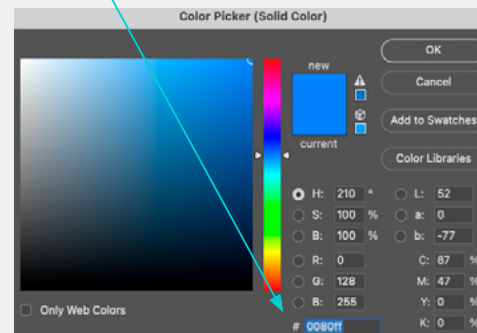 Color Picker (Solid Color)
new
current
OK
Cancel
Add to Swatches
Color Libraries
H: 210 °
S: 100 %
B: 100 %
R: 0
G: 128
B: 255
# 0080ff
L: 52
a: 0
b: -77
C: 87 %
M: 47 %
Y: 0 %
K: 0 %
Only Web Colors